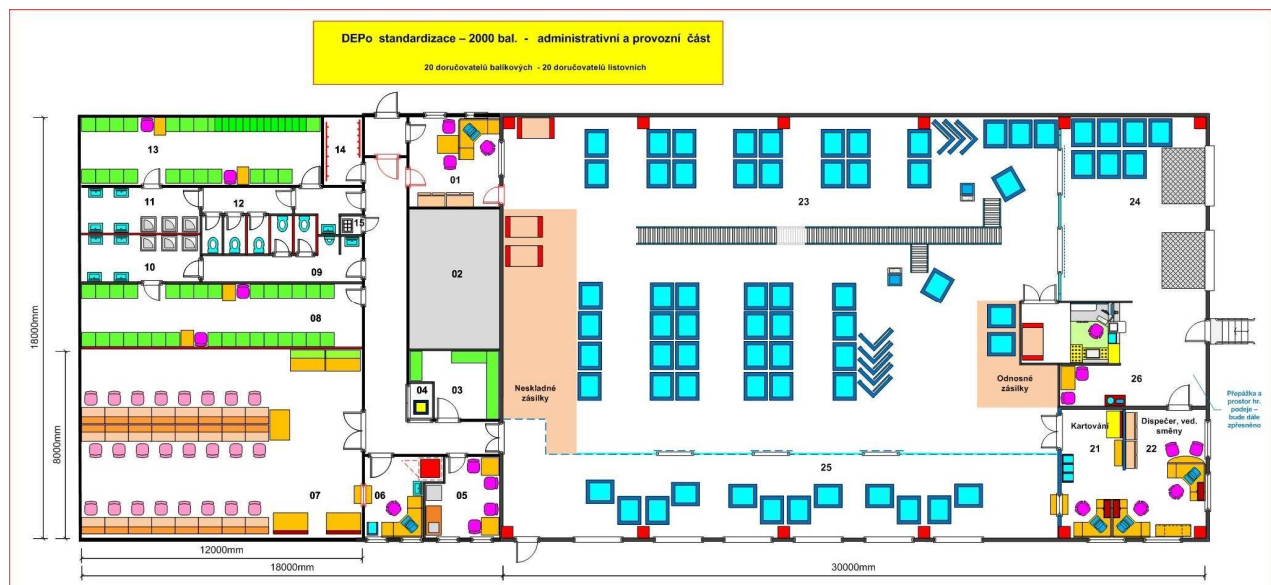 DEPo standardizace – 2000 bal. - administrativní a provozní část
20 doručovatelů balíkových - 20 doručovatelů listovních
13
14
01
11
12
15
23
24
10
09
02
08
18000mm
04
03
Neskladné
zásilky
Odnosné
zásilky
26
Přepážka a
prostor hr.
podeje –
bude dále
zpřesněno
8000mm
Kartování
21
Dispečer, ved.
směny
22
25
07
06
05
12000mm
18000mm
30000mm